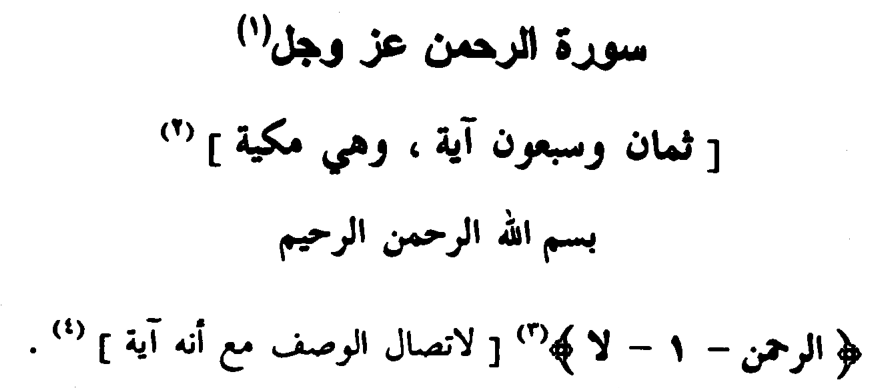 سورة الرحمن عز وجل(١)
[ ثمان وسبعون آية ، وهي مكية ] (٢)
بسم الله الرحمن الرحيم
﴿ الرحمن – ١ – لا ﴾(٣) [ لاتصال الوصف مع أنه آية ] (٤) .